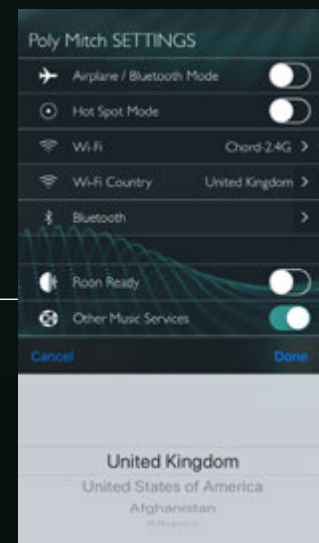 Poly Mitch SETTINGS
Airplane / Bluetooth Mode
Hot Spot Mode
Wi-Fi Chord-2.4G >
Wi-Fi Country United Kingdom >
Bluetooth >
Roon Ready
Other Music Services
Cancel Done
United Kingdom
United States of America
Afghanistan